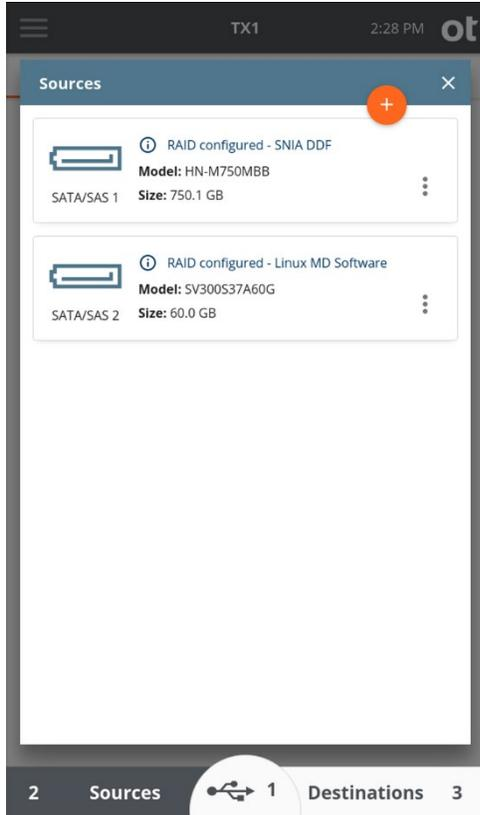 TX1
2:28 PM
ot
Sources
+
RAID configured - SNIA DDF
Model: HN-M750MBB
Size: 750.1 GB
SATA/SAS 1
RAID configured - Linux MD Software
Model: SV300S37A60G
Size: 60.0 GB
SATA/SAS 2
2 Sources 1 Destinations 3